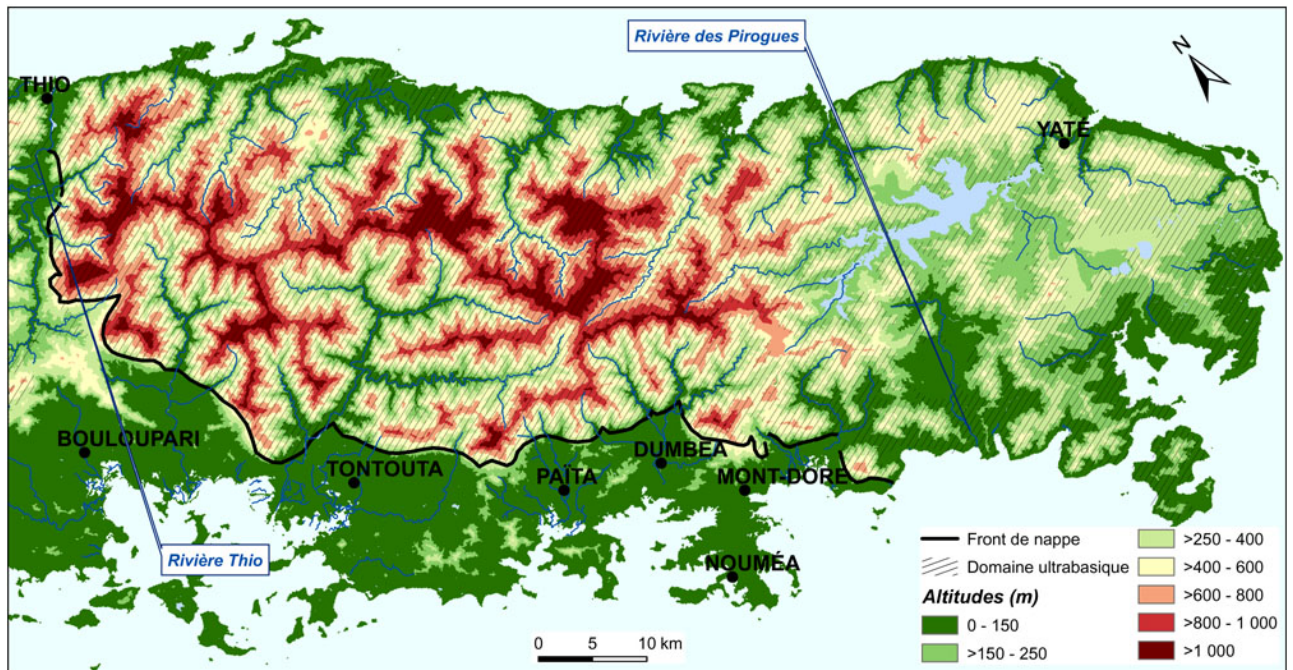 Rivière des Pirogues
N
THIO
YATÉ
BOULOUPARI
TONTOUTA
PAÏTA
DUMBÉA
MONT-DORE
NOUMÉA
Rivière Thio
0 5 10 km
Front de nappe
Domaine ultrabasique
Altitudes (m)
0 - 150
>150 - 250
>250 - 400
>400 - 600
>600 - 800
>800 - 1 000
>1 000